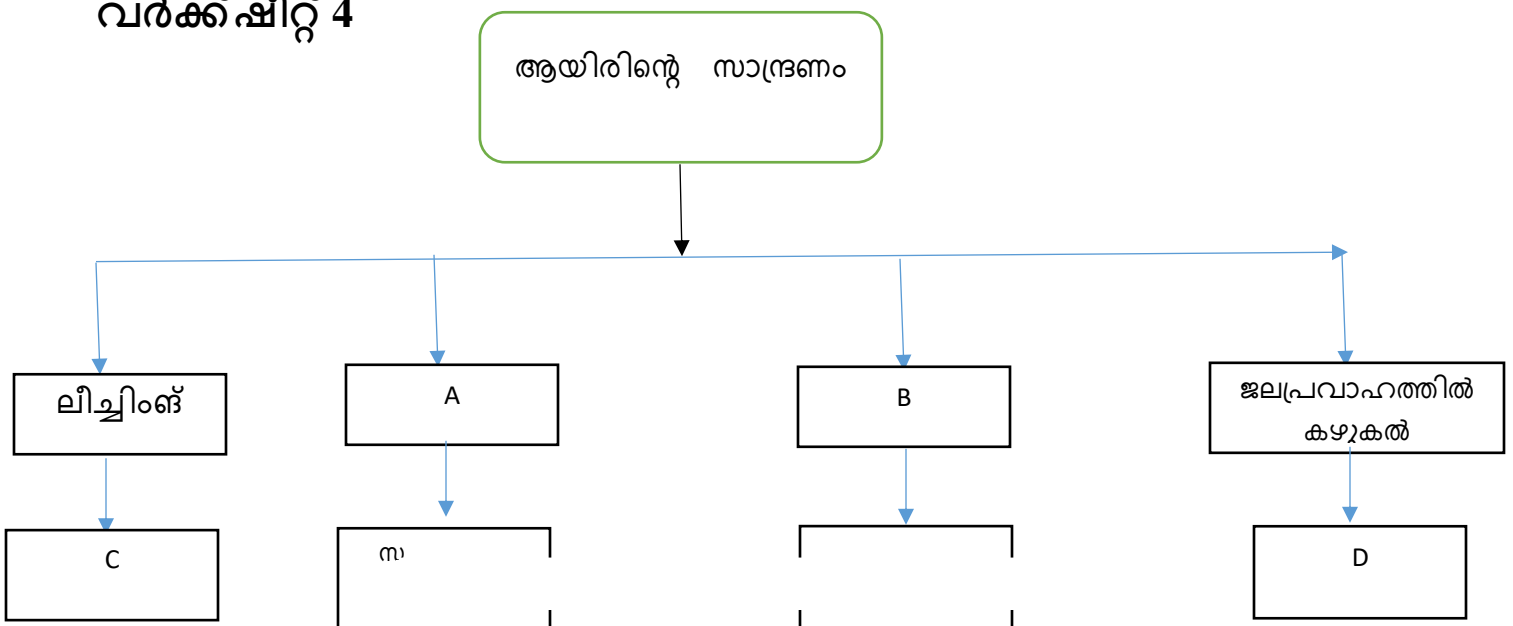 വർക്ക്ഷീറ്റ് 4
ആയിരിന്റെ സാന്ദ്രണം
ലീച്ചിംങ്
A
B
ജലപ്രവാഹത്തിൽ
കഴുകൽ
C
D